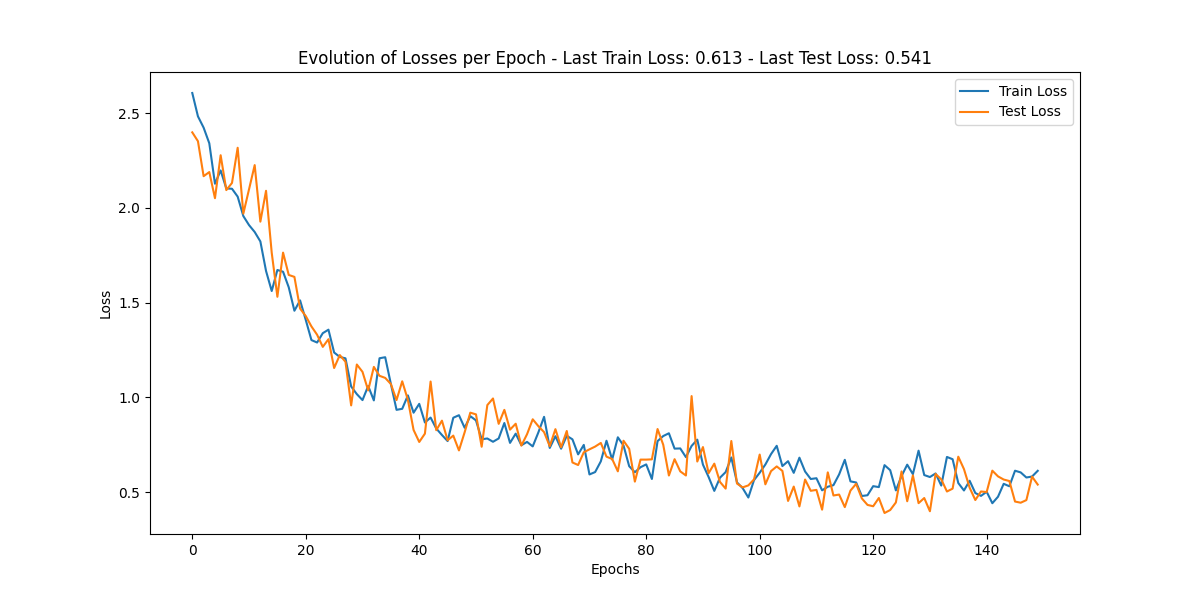 Evolution of Losses per Epoch - Last Train Loss: 0.613 - Last Test Loss: 0.541
Train Loss
Test Loss
2.5
2.0
1.5
1.0
0.5
Loss
0 20 40 60 80 100 120 140
Epochs